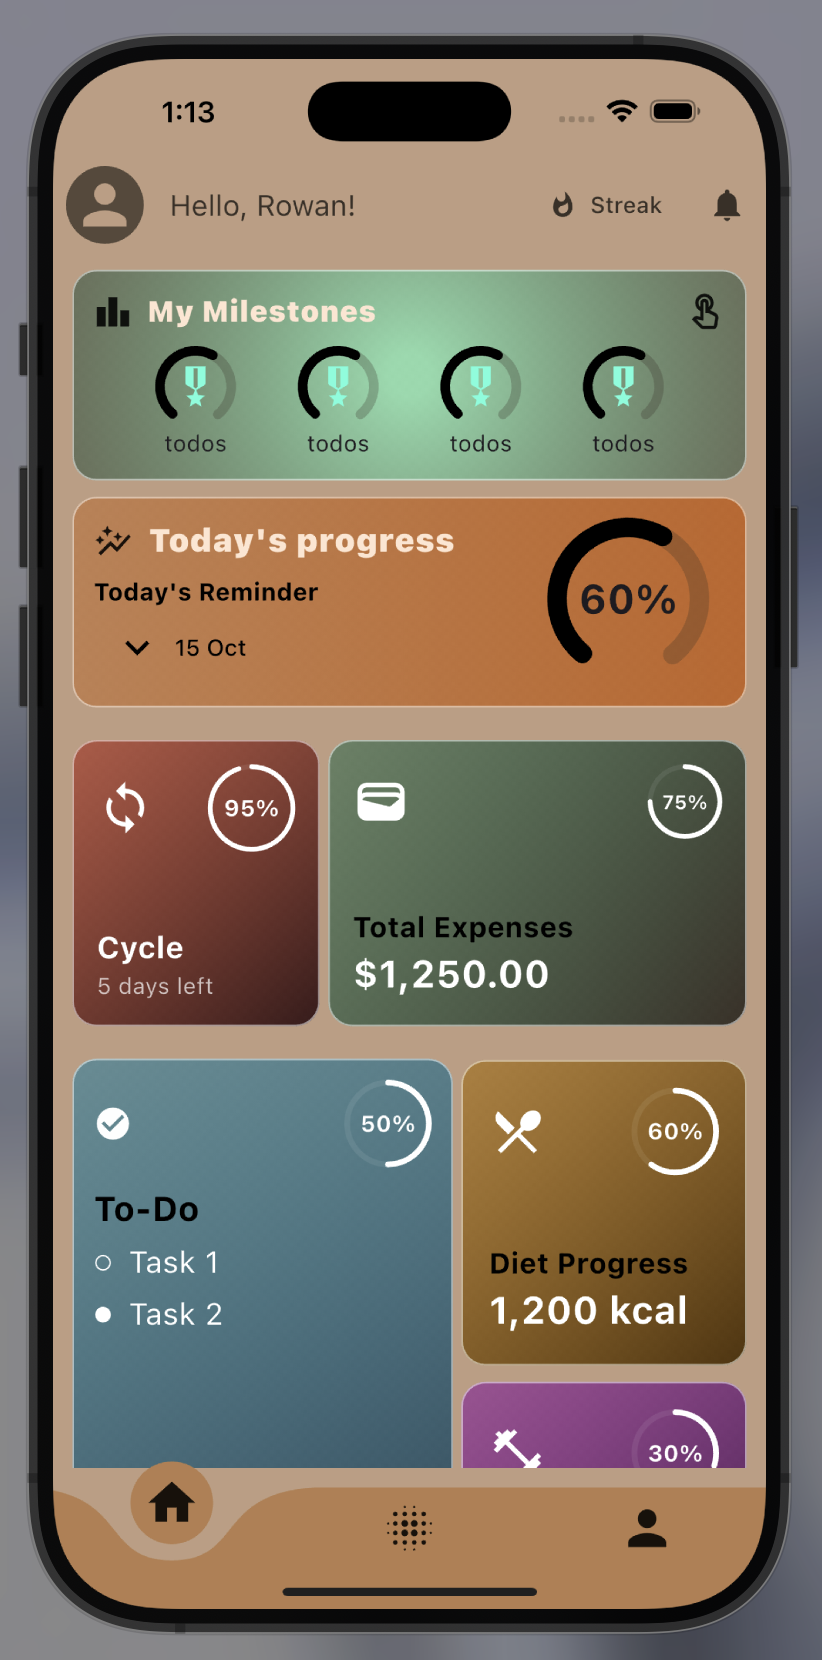 1:13
Hello, Rowan!
Streak
My Milestones
todos
todos
todos
todos
Today's progress
Today's Reminder
15 Oct
60%
95%
Cycle
5 days left
75%
Total Expenses
$1,250.00
50%
To-Do
Task 1
Task 2
60%
Diet Progress
1,200 kcal
30%